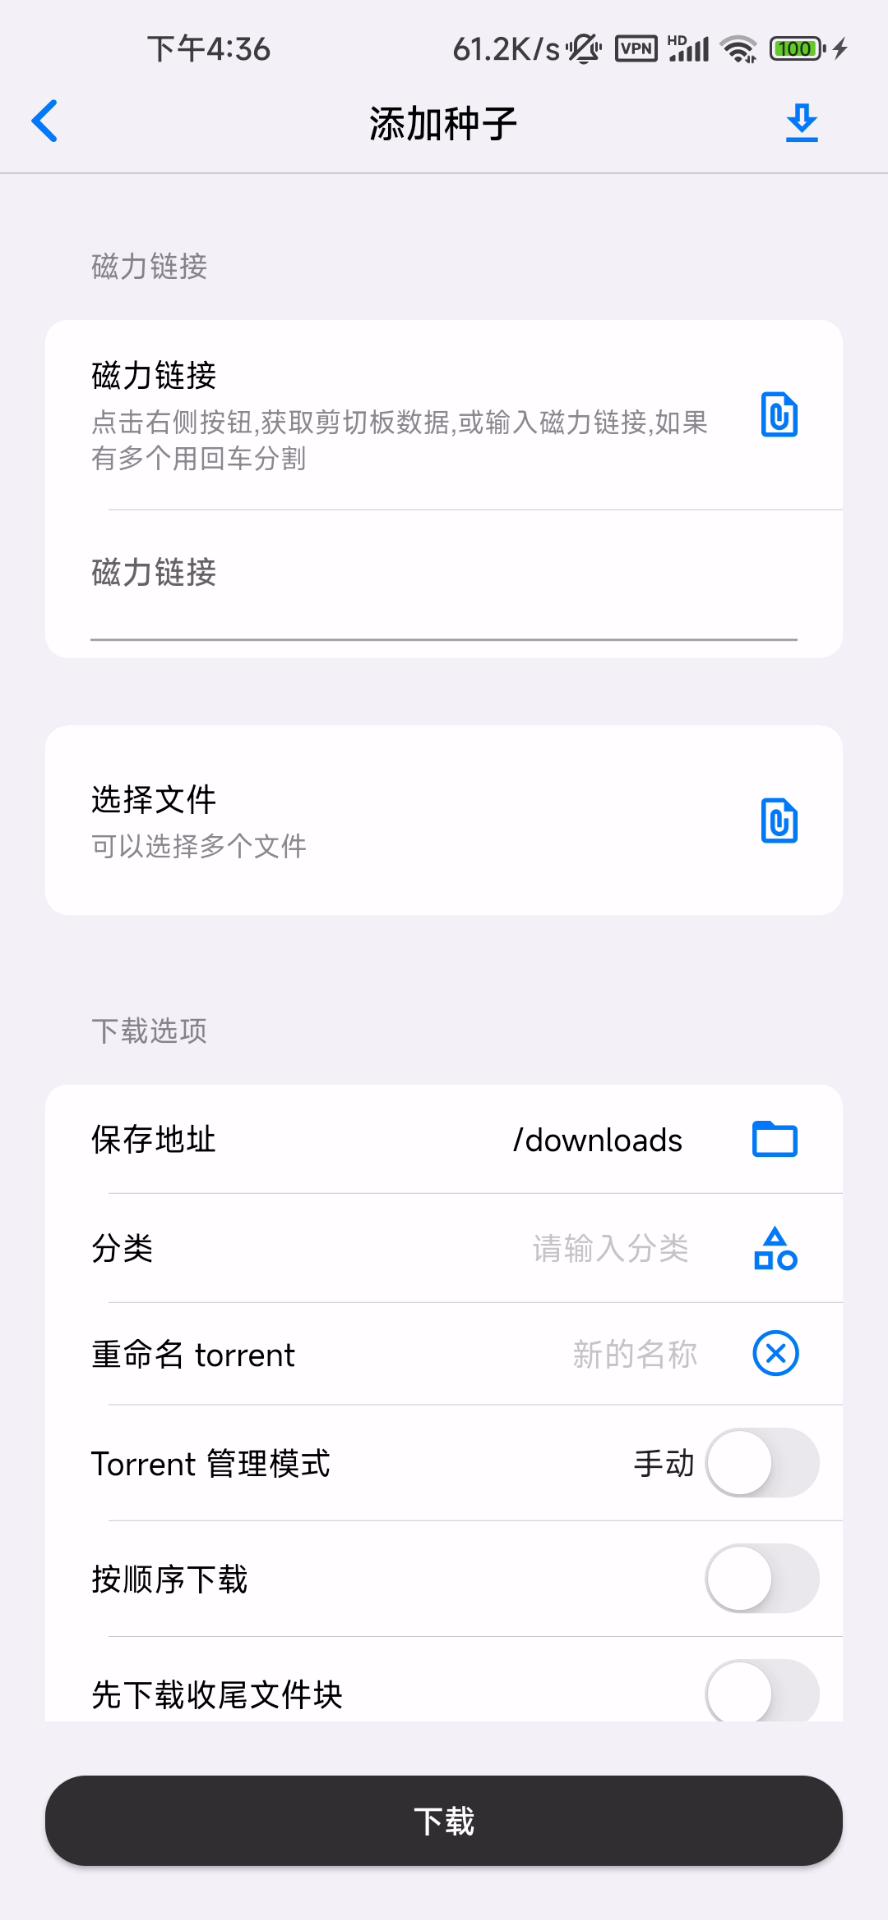 下午4:36 61.2K/s VPN HD 100
添加种子
磁力链接
磁力链接
点击右侧按钮,获取剪切板数据,或输入磁力链接,如果
有多个用回车分割
磁力链接
选择文件
可以选择多个文件
下载选项
保存地址 /downloads
分类 请输入分类
重命名 torrent 新的名称
Torrent 管理模式 手动
按顺序下载
先下载收尾文件块
下载